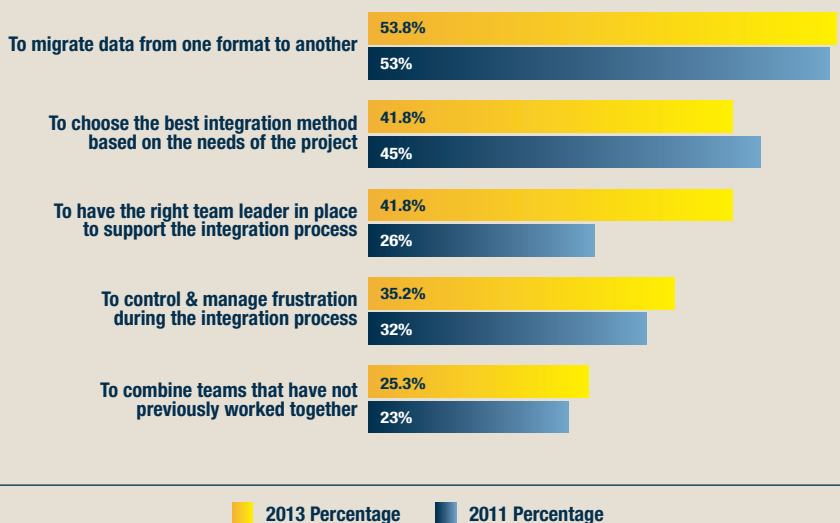 To migrate data from one format to another
53.8%
53%
To choose the best integration method
based on the needs of the project
41.8%
45%
To have the right team leader in place
to support the integration process
41.8%
26%
To control & manage frustration
during the integration process
35.2%
32%
To combine teams that have not
previously worked together
25.3%
23%
2013 Percentage
2011 Percentage